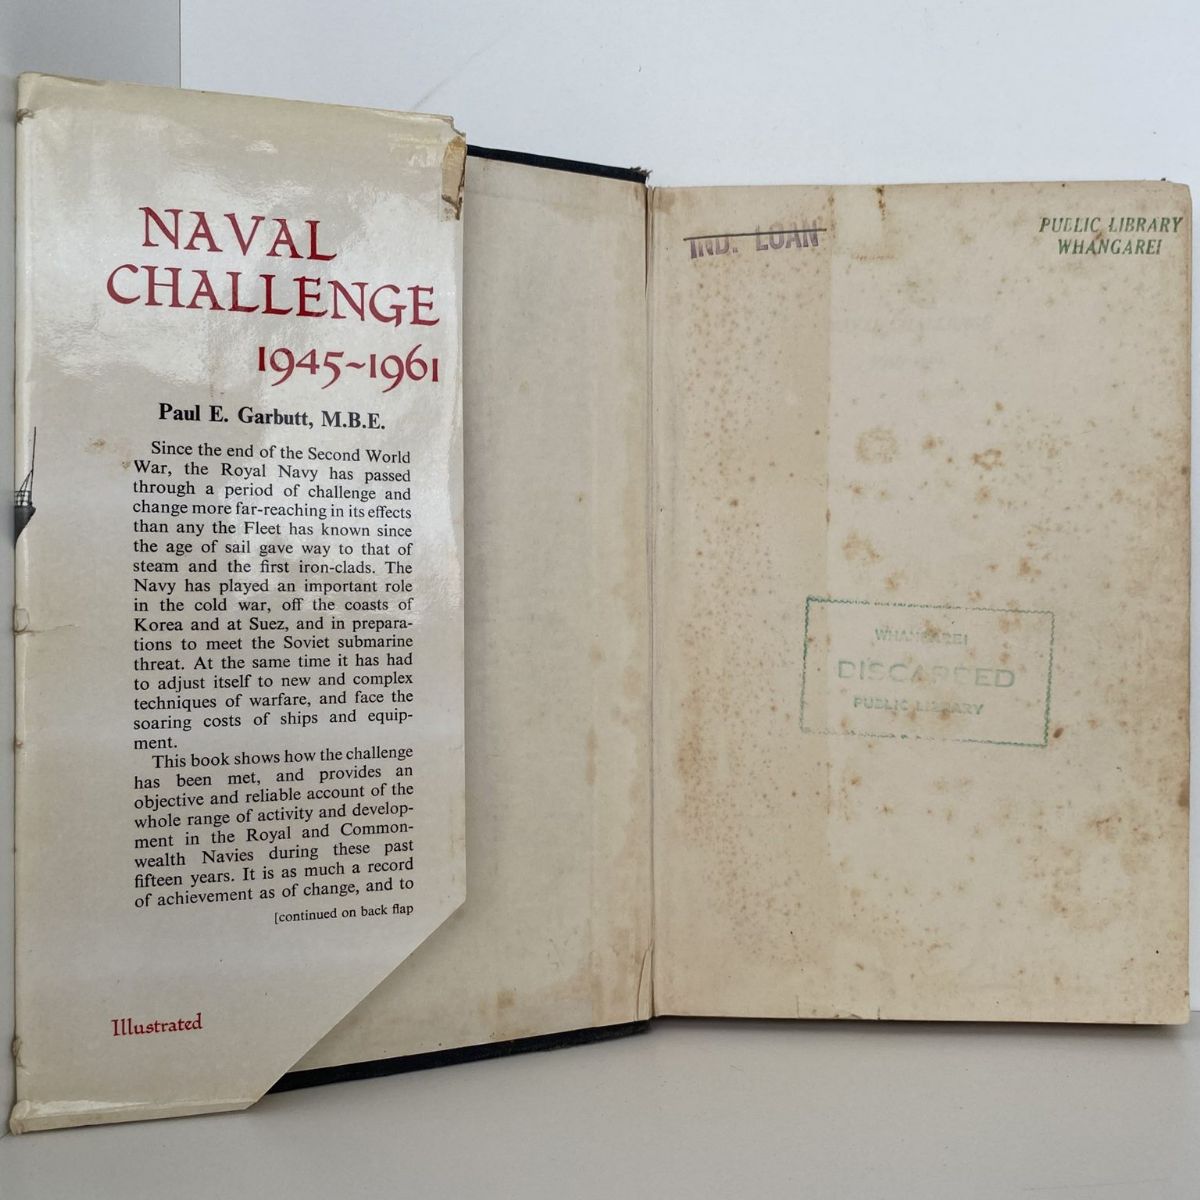 NAVAL
CHALLENGE
1945~1961
Paul E. Garbutt, M.B.E.
Since the end of the Second World
War, the Royal Navy has passed
through a period of challenge and
change more far-reaching in its effects
than any the Fleet has known since
the age of sail gave way to that of
steam and the first iron-clads. The
Navy has played an important role
in the cold war, off the coasts of
Korea and at Suez, and in prepara-
tions to meet the Soviet submarine
threat. At the same time it has had
to adjust itself to new and complex
techniques of warfare, and face the
soaring costs of ships and equip-
ment.
This book shows how the challenge
has been met, and provides an
objective and reliable account of the
whole range of activity and develop-
ment in the Royal and Common-
wealth Navies during these past
fifteen years. It is as much a record
of achievement as of change, and to
[continued on back flap
Illustrated
IND. LOAN
PUBLIC LIBRARY
WHANGAREI
WHANGAREI
DISCARDED
PUBLIC LIBRARY